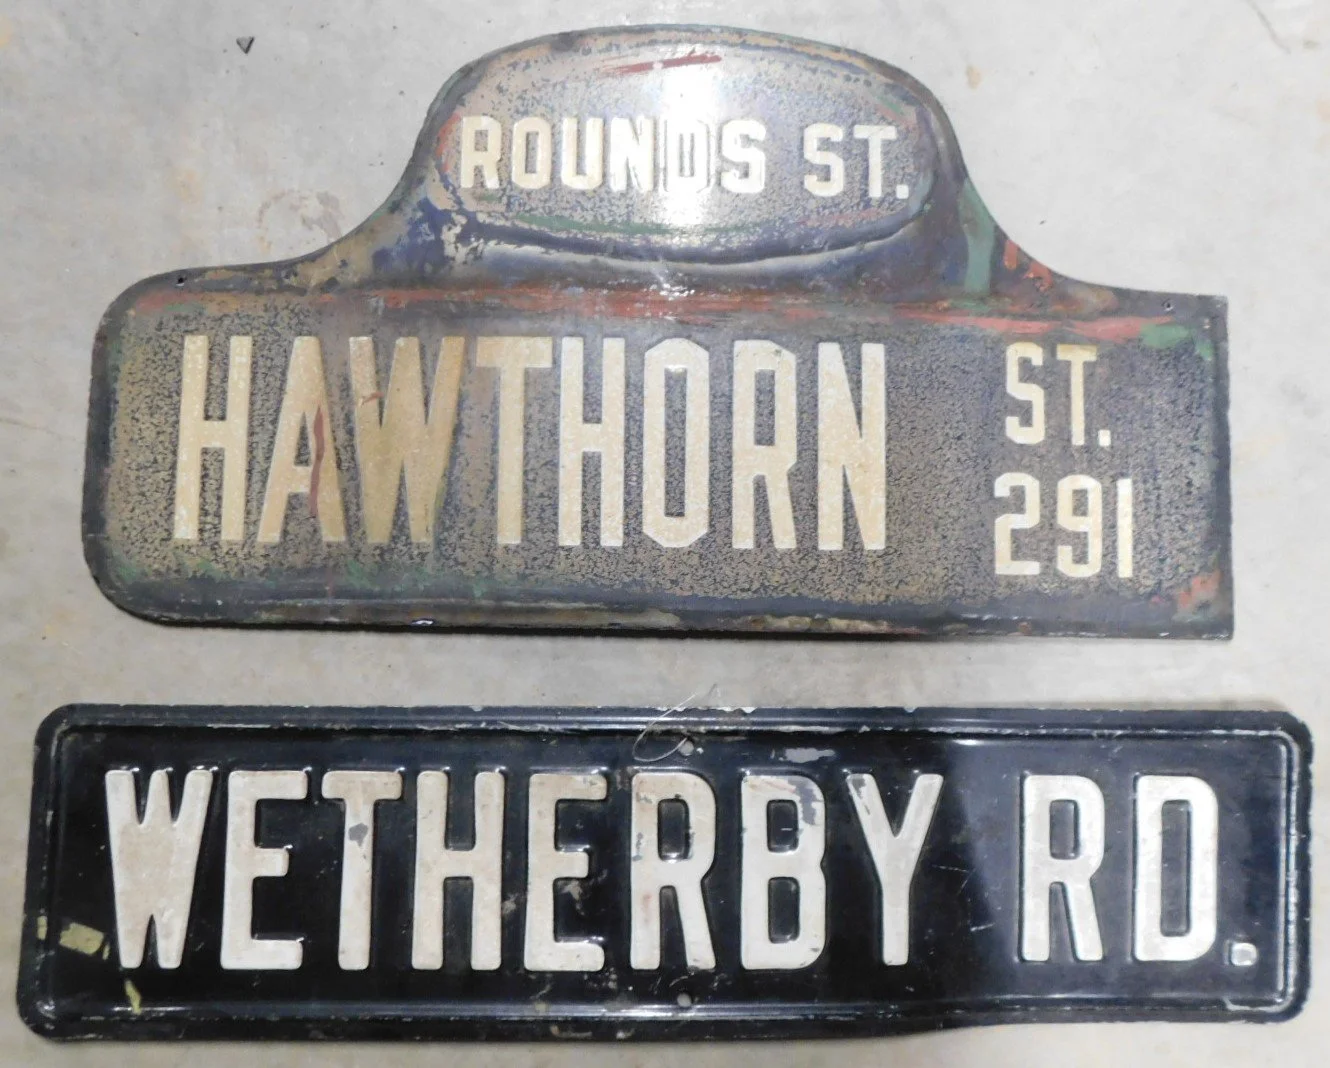 ROUNDS ST.
HAWTHORN ST.
291
WETHERBY RD.